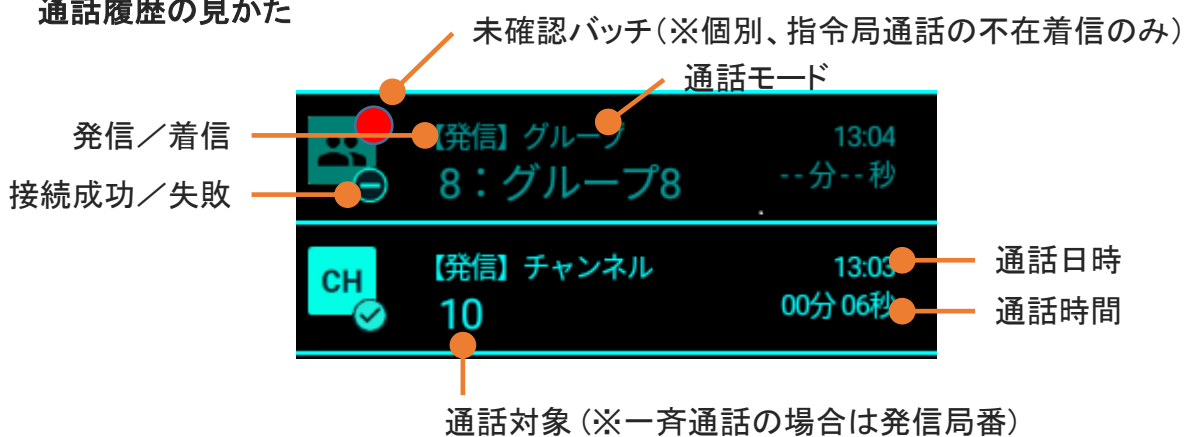 通話履歴の見かた
未確認バッチ(※個別、指令局通話の不在着信のみ)
通話モード
発信/着信
【発信】グループ
13:04
接続成功/失敗
8:グループ8
--分--秒
CH
【発信】チャンネル
13:03
通話日時
10
00分06秒
通話時間
通話対象(※一斉通話の場合は発信局番)